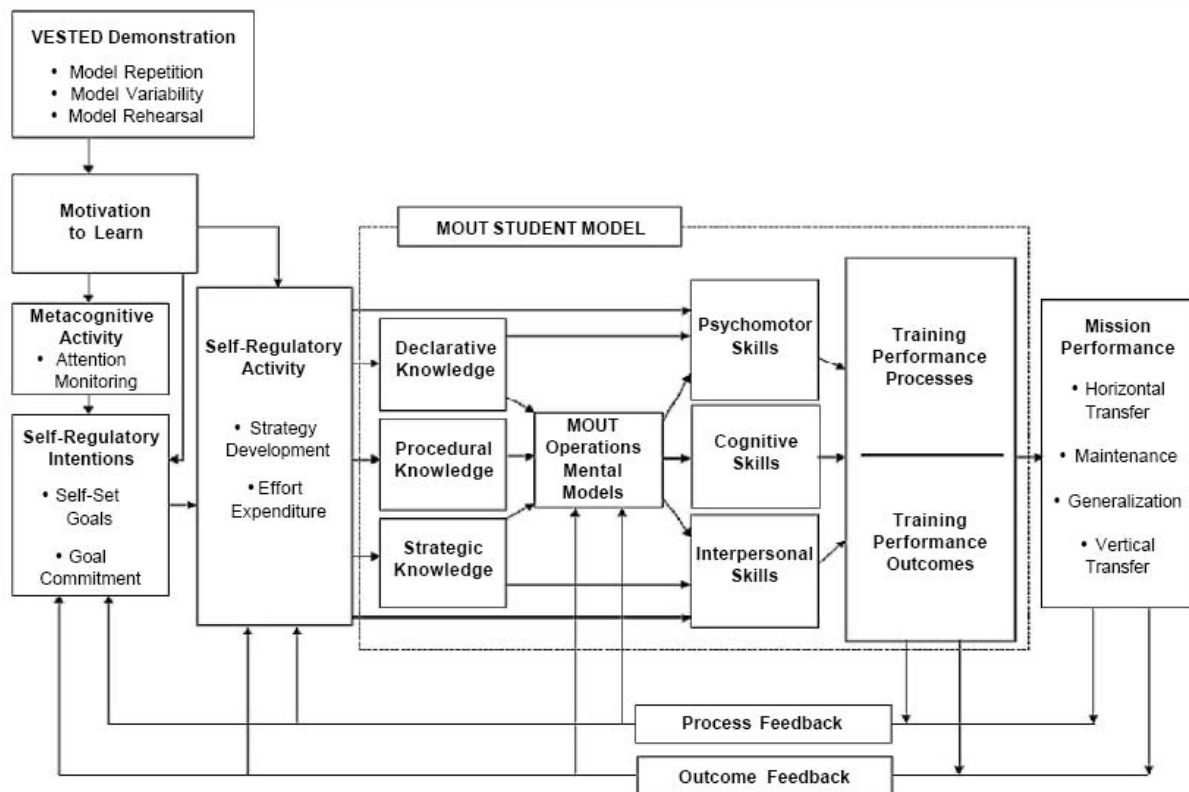 VESTED Demonstration
• Model Repetition
• Model Variability
• Model Rehearsal
Motivation
to Learn
Metacognitive
Activity
• Attention
Monitoring
Self-Regulatory
Intentions
• Self-Set
Goals
• Goal
Commitment
Self-Regulatory
Activity
• Strategy
Development
• Effort
Expenditure
MOUT STUDENT MODEL
Declarative
Knowledge
Procedural
Knowledge
Strategic
Knowledge
MOUT
Operations
Mental
Models
Psychomotor
Skills
Cognitive
Skills
Interpersonal
Skills
Training
Performance
Processes
Training
Performance
Outcomes
Mission
Performance
• Horizontal
Transfer
• Maintenance
• Generalization
• Vertical
Transfer
Process Feedback
Outcome Feedback